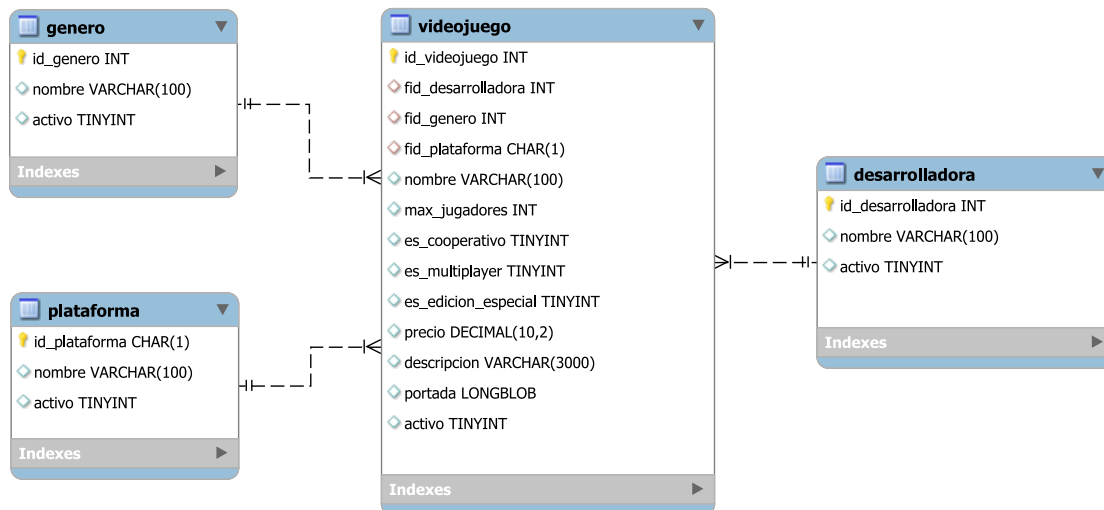 genero
id_genero INT
nombre VARCHAR(100)
activo TINYINT
Indexes
plataforma
id_plataforma CHAR(1)
nombre VARCHAR(100)
activo TINYINT
Indexes
videojuego
id_videojuego INT
fid_desarrolladora INT
fid_genero INT
fid_plataforma CHAR(1)
nombre VARCHAR(100)
max_jugadores INT
es_cooperativo TINYINT
es_multiplayer TINYINT
es_edicion_especial TINYINT
precio DECIMAL(10,2)
descripcion VARCHAR(3000)
portada LONGBLOB
activo TINYINT
Indexes
desarrolladora
id_desarrolladora INT
nombre VARCHAR(100)
activo TINYINT
Indexes